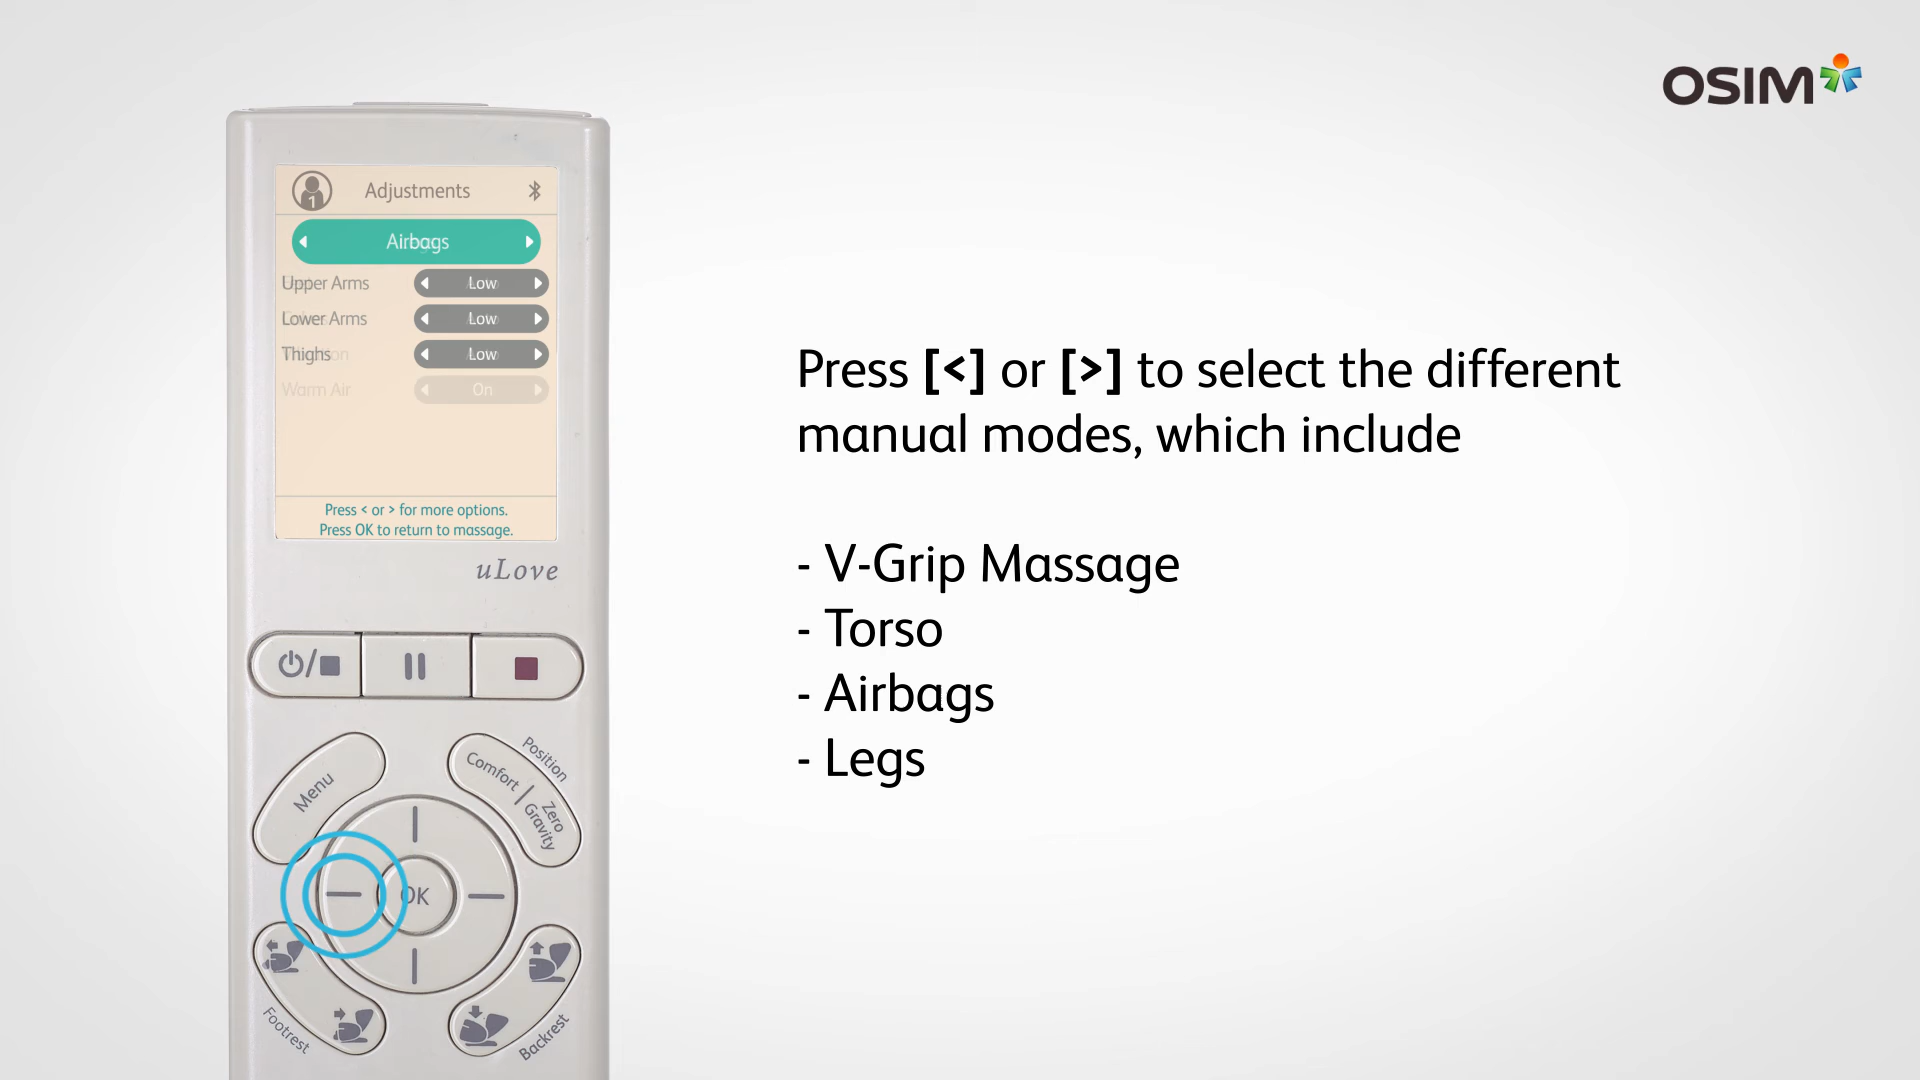 OSIM
1
Adjustments
Airbags
Upper Arms Low
Lower Arms Low
Thighs Low
Warm Air On
Press < or > for more options.
Press OK to return to massage.
uLove
Press [<] or [>] to select the different
manual modes, which include
- V-Grip Massage
- Torso
- Airbags
- Legs
Menu
Position
Comfort | Zero Gravity
OK
Footrest
Backrest